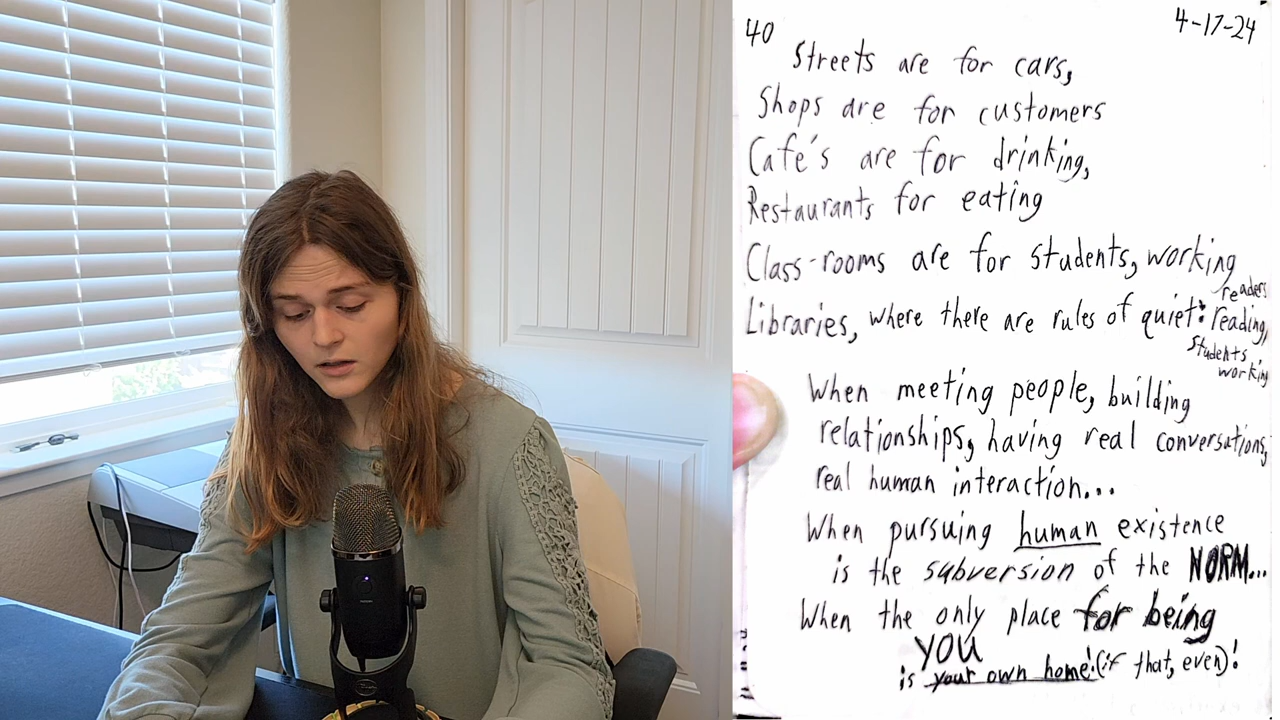 40
4-17-24
Streets are for cars,
Shops are for customers
Cafe's are for drinking,
Restaurants for eating
Class-rooms are for students, working
Libraries, where there are rules of quiet: reading,
readers
students
working
When meeting people, building
relationships, having real conversations,
real human interaction...
When pursuing human existence
is the subversion of the NORM...
When the only place for being
YOU
is your own home! (if that, even)!